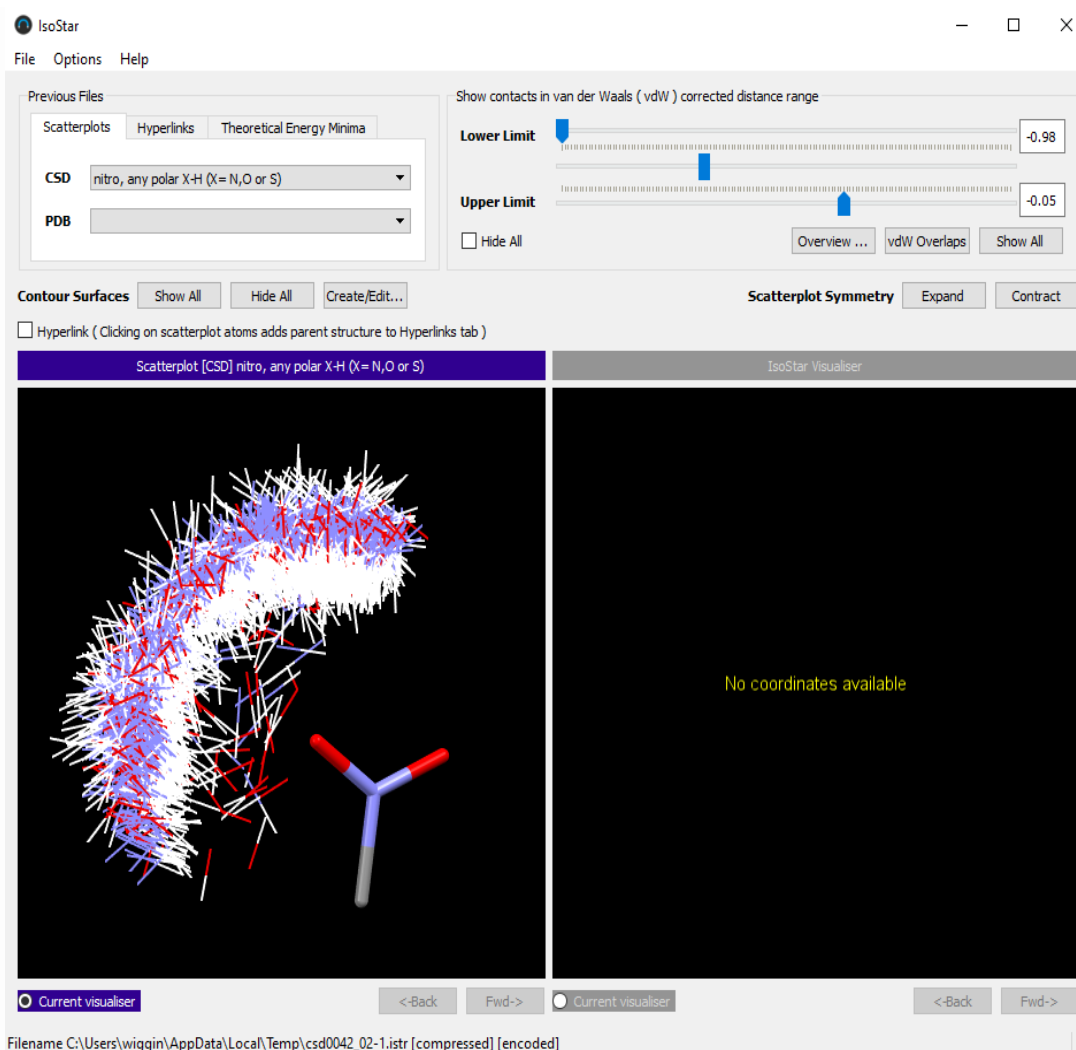 IsoStar
File Options Help
Previous Files
Scatterplots Hyperlinks Theoretical Energy Minima
CSD nitro, any polar X-H (X= N,O or S)
PDB
Show contacts in van der Waals ( vdW ) corrected distance range
Lower Limit -0.98
Upper Limit -0.05
Hide All Overview ... vdW Overlaps Show All
Contour Surfaces Show All Hide All Create/Edit... Scatterplot Symmetry Expand Contract
Hyperlink ( Clicking on scatterplot atoms adds parent structure to Hyperlinks tab )
Scatterplot [CSD] nitro, any polar X-H (X= N,O or S) IsoStar Visualiser
No coordinates available
Current visualiser <-Back Fwd-> Current visualiser <-Back Fwd->
Filename C:\Users\wiggin\AppData\Local\Temp\csd0042_02-1.istr [compressed] [encoded]